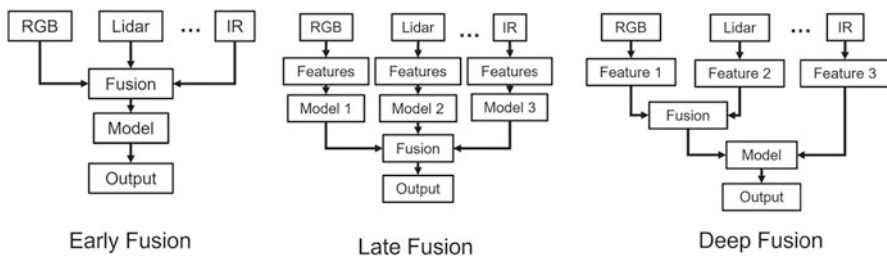 RGB
Lidar
...
IR
Fusion
Model
Output
Early Fusion
RGB
Lidar
...
IR
Features
Features
Features
Model 1
Model 2
Model 3
Fusion
Output
Late Fusion
RGB
Lidar
...
IR
Feature 1
Feature 2
Feature 3
Fusion
Model
Output
Deep Fusion